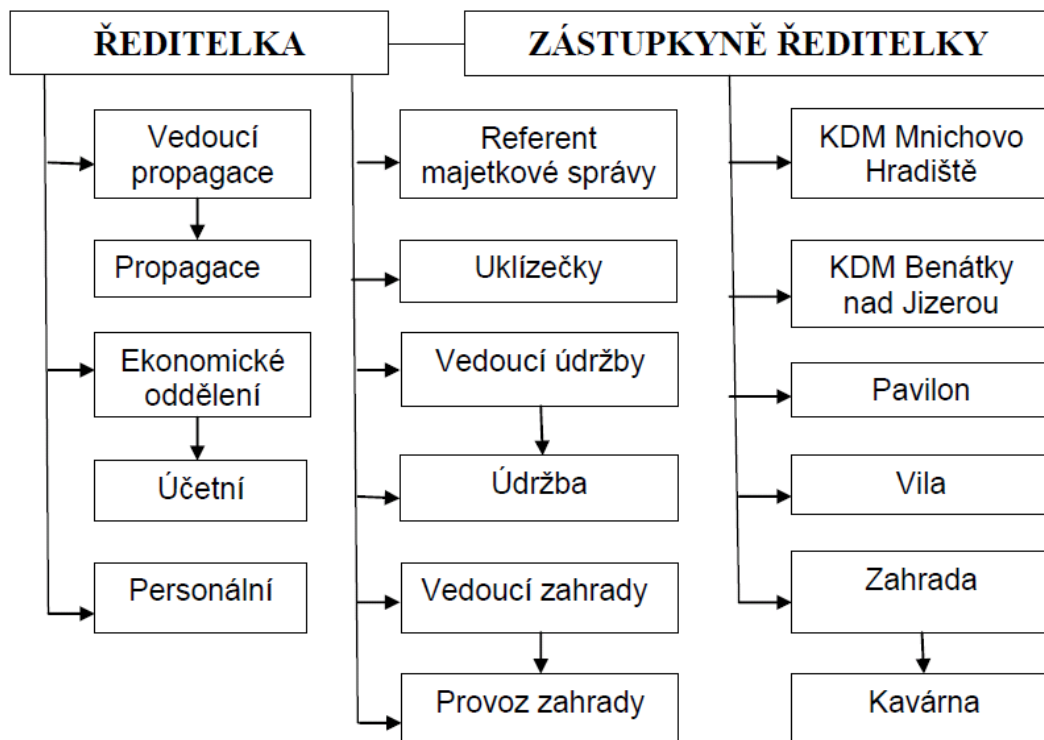 ŘEDITELKA
ZÁSTUPKYNĚ ŘEDITELKY
Vedoucí
propagace
Propagace
Ekonomické
oddělení
Účetní
Personální
Referent
majetkové správy
Uklízečky
Vedoucí údržby
Údržba
Vedoucí zahrady
Provoz zahrady
KDM Mnichovo
Hradiště
KDM Benátky
nad Jizerou
Pavilon
Vila
Zahrada
Kavárna